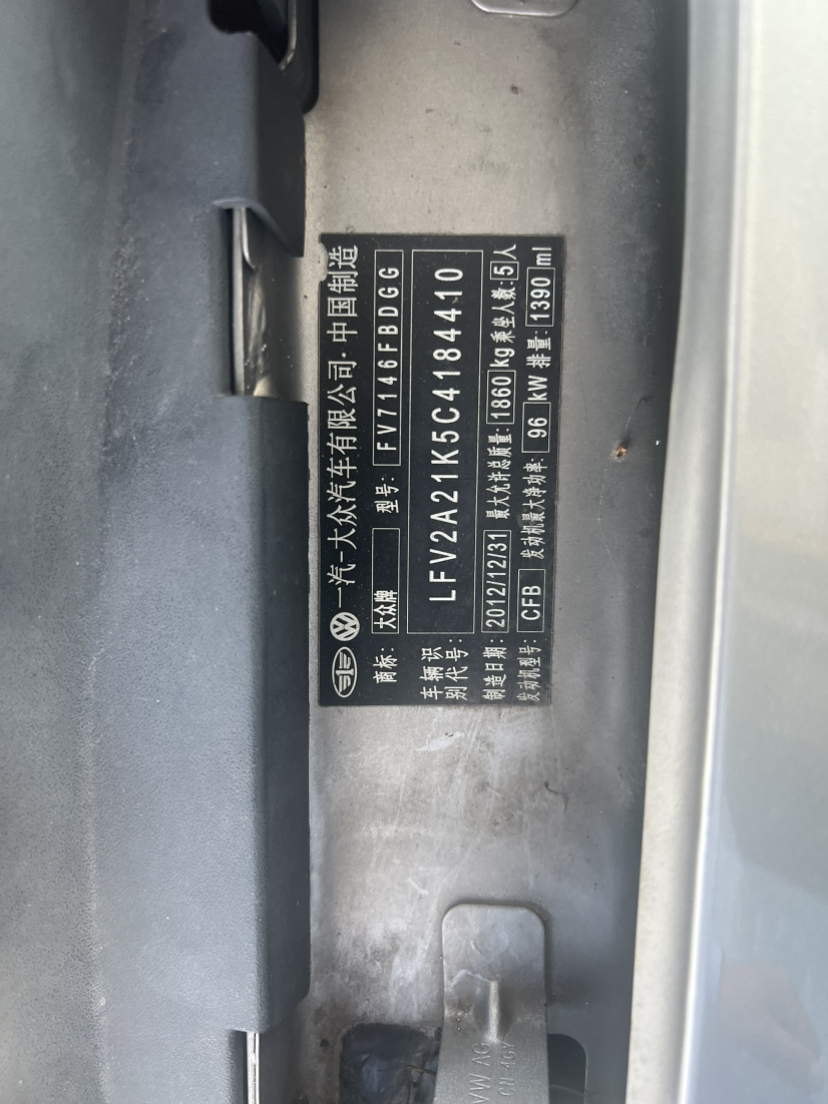 一汽-大众汽车有限公司·中国制造
商标: 大众牌 型号: FV7146FBDGG
车辆识别代号: LFV2A21K5C4184410
制造日期: 2012/12/31 最大允许总质量: 1860 kg 乘坐人数: 5 人
发动机型号: CFB 发动机最大净功率: 96 kW 排量: 1390 ml
VW AG